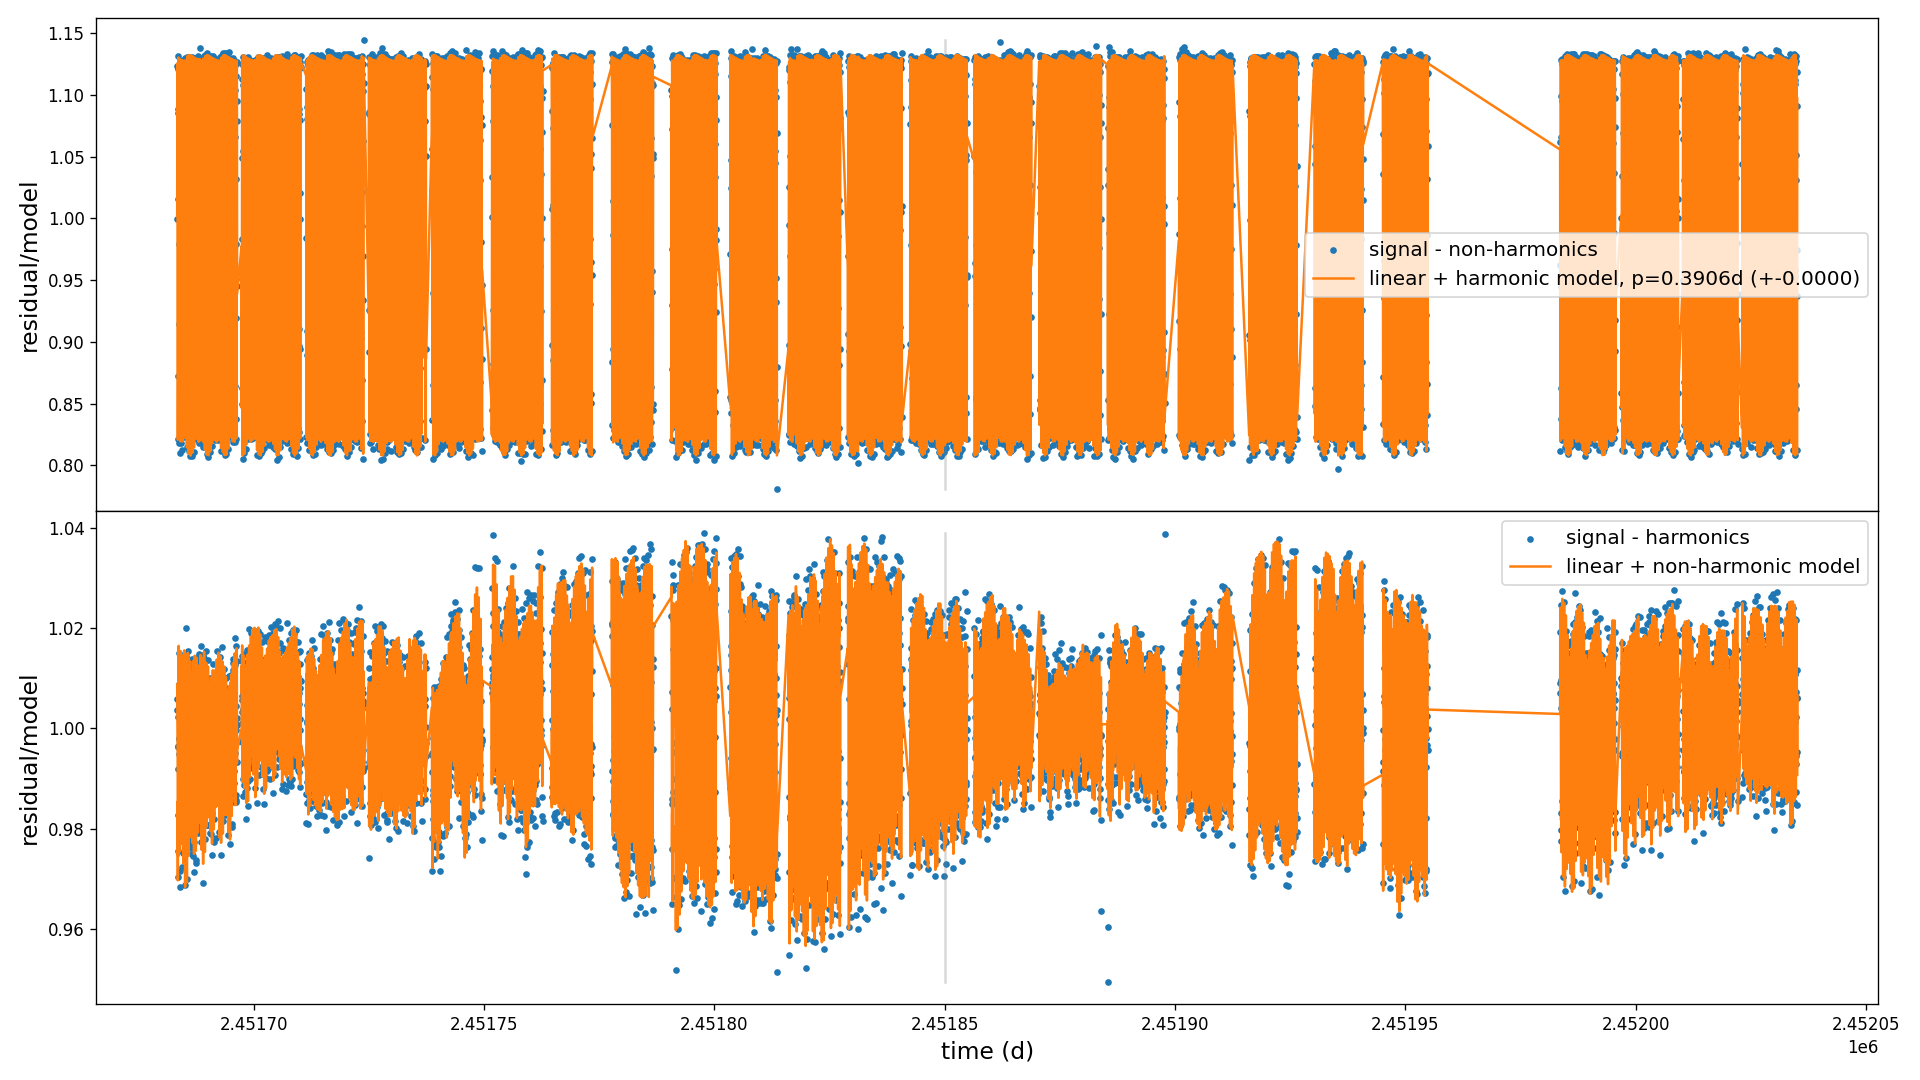 residual/model
1.15
1.10
1.05
1.00
0.95
0.90
0.85
0.80
signal - non-harmonics
linear + harmonic model, p=0.3906d (+-0.0000)
residual/model
1.04
1.02
1.00
0.98
0.96
signal - harmonics
linear + non-harmonic model
2.45170
2.45175
2.45180
2.45185
2.45190
2.45195
2.45200
2.45205
time (d)
1e6